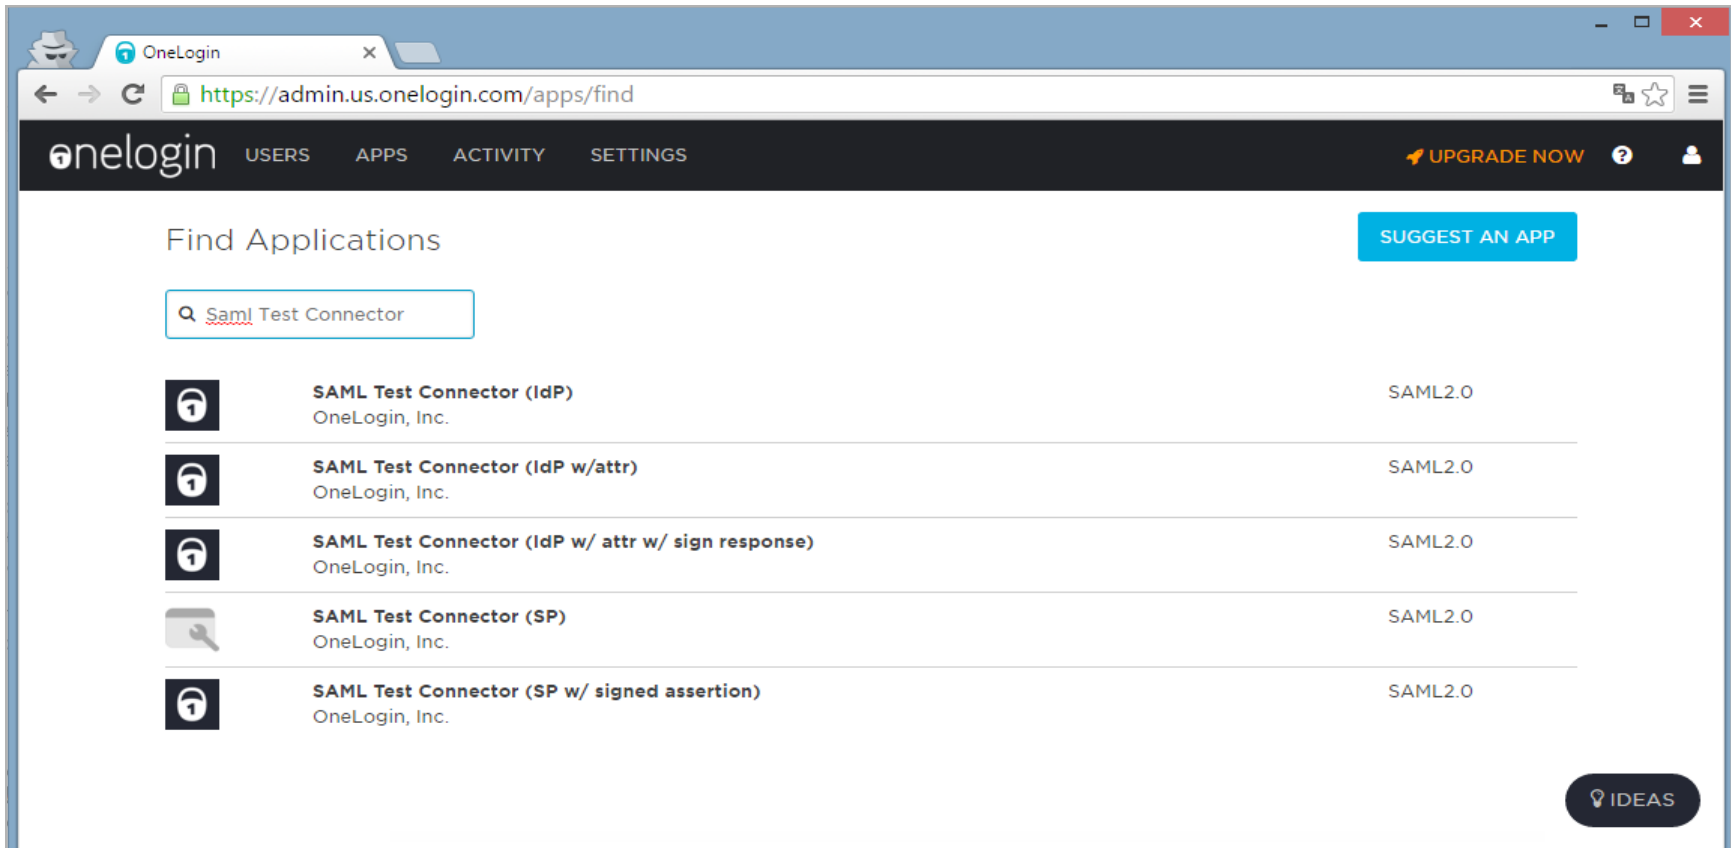 OneLogin
https://admin.us.onelogin.com/apps/find
onelogin USERS APPS ACTIVITY SETTINGS UPGRADE NOW
Find Applications
SUGGEST AN APP
Saml Test Connector
SAML Test Connector (IdP) SAML2.0
OneLogin, Inc.
SAML Test Connector (IdP w/attr) SAML2.0
OneLogin, Inc.
SAML Test Connector (IdP w/ attr w/ sign response) SAML2.0
OneLogin, Inc.
SAML Test Connector (SP) SAML2.0
OneLogin, Inc.
SAML Test Connector (SP w/ signed assertion) SAML2.0
OneLogin, Inc.
IDEAS